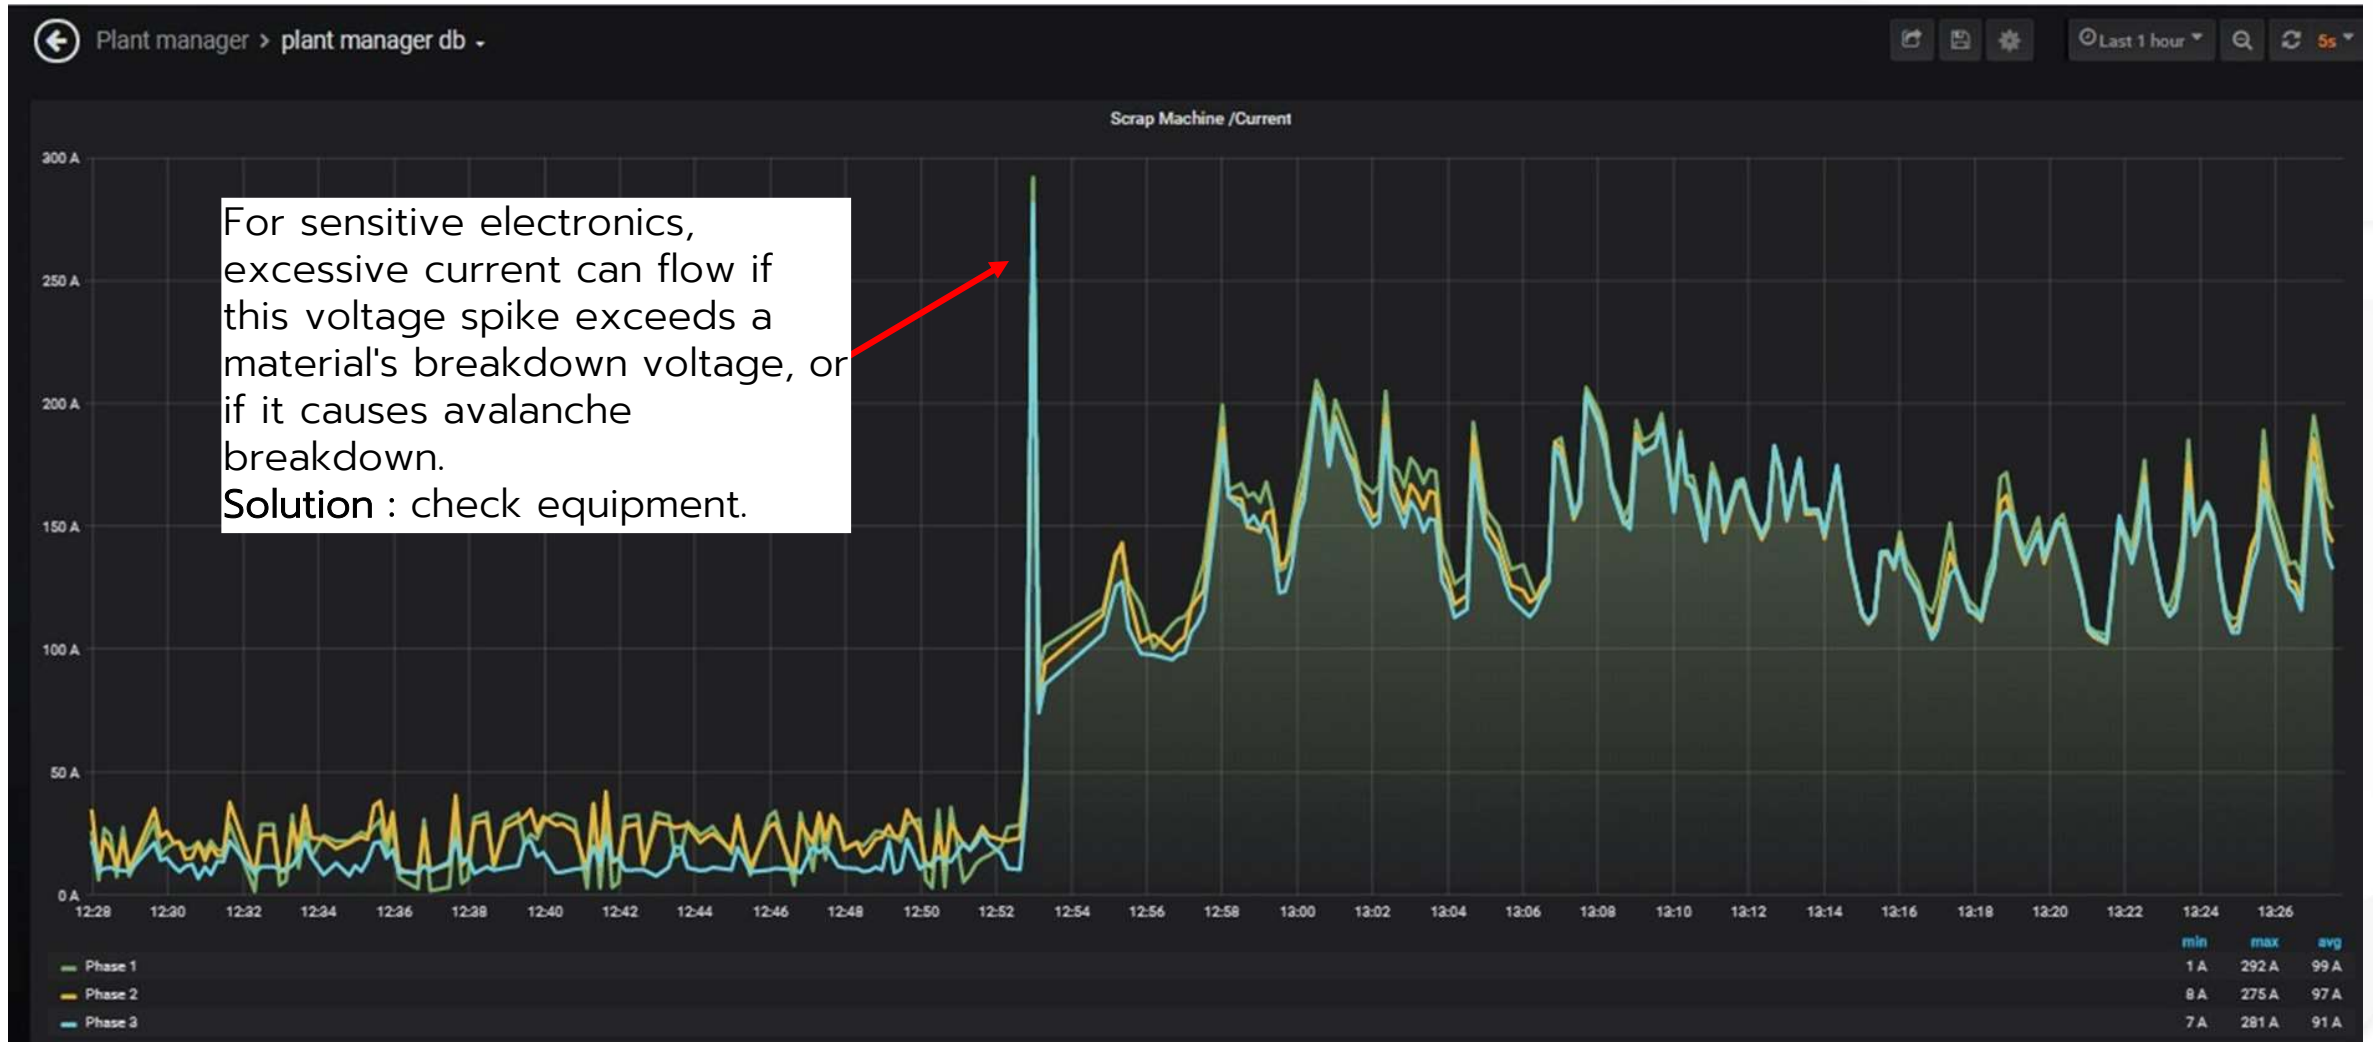 Plant manager > plant manager db
Last 1 hour
5s
Scrap Machine /Current
300 A
250 A
200 A
150 A
100 A
50 A
0 A
For sensitive electronics,
excessive current can flow if
this voltage spike exceeds a
material's breakdown voltage, or
if it causes avalanche
breakdown.
Solution : check equipment.
12:28 12:30 12:32 12:34 12:36 12:38 12:40 12:42 12:44 12:46 12:48 12:50 12:52 12:54 12:56 12:58 13:00 13:02 13:04 13:06 13:08 13:10 13:12 13:14 13:16 13:18 13:20 13:22 13:24 13:26
min max avg
Phase 1 1 A 292 A 99 A
Phase 2 8 A 275 A 97 A
Phase 3 7 A 281 A 91 A